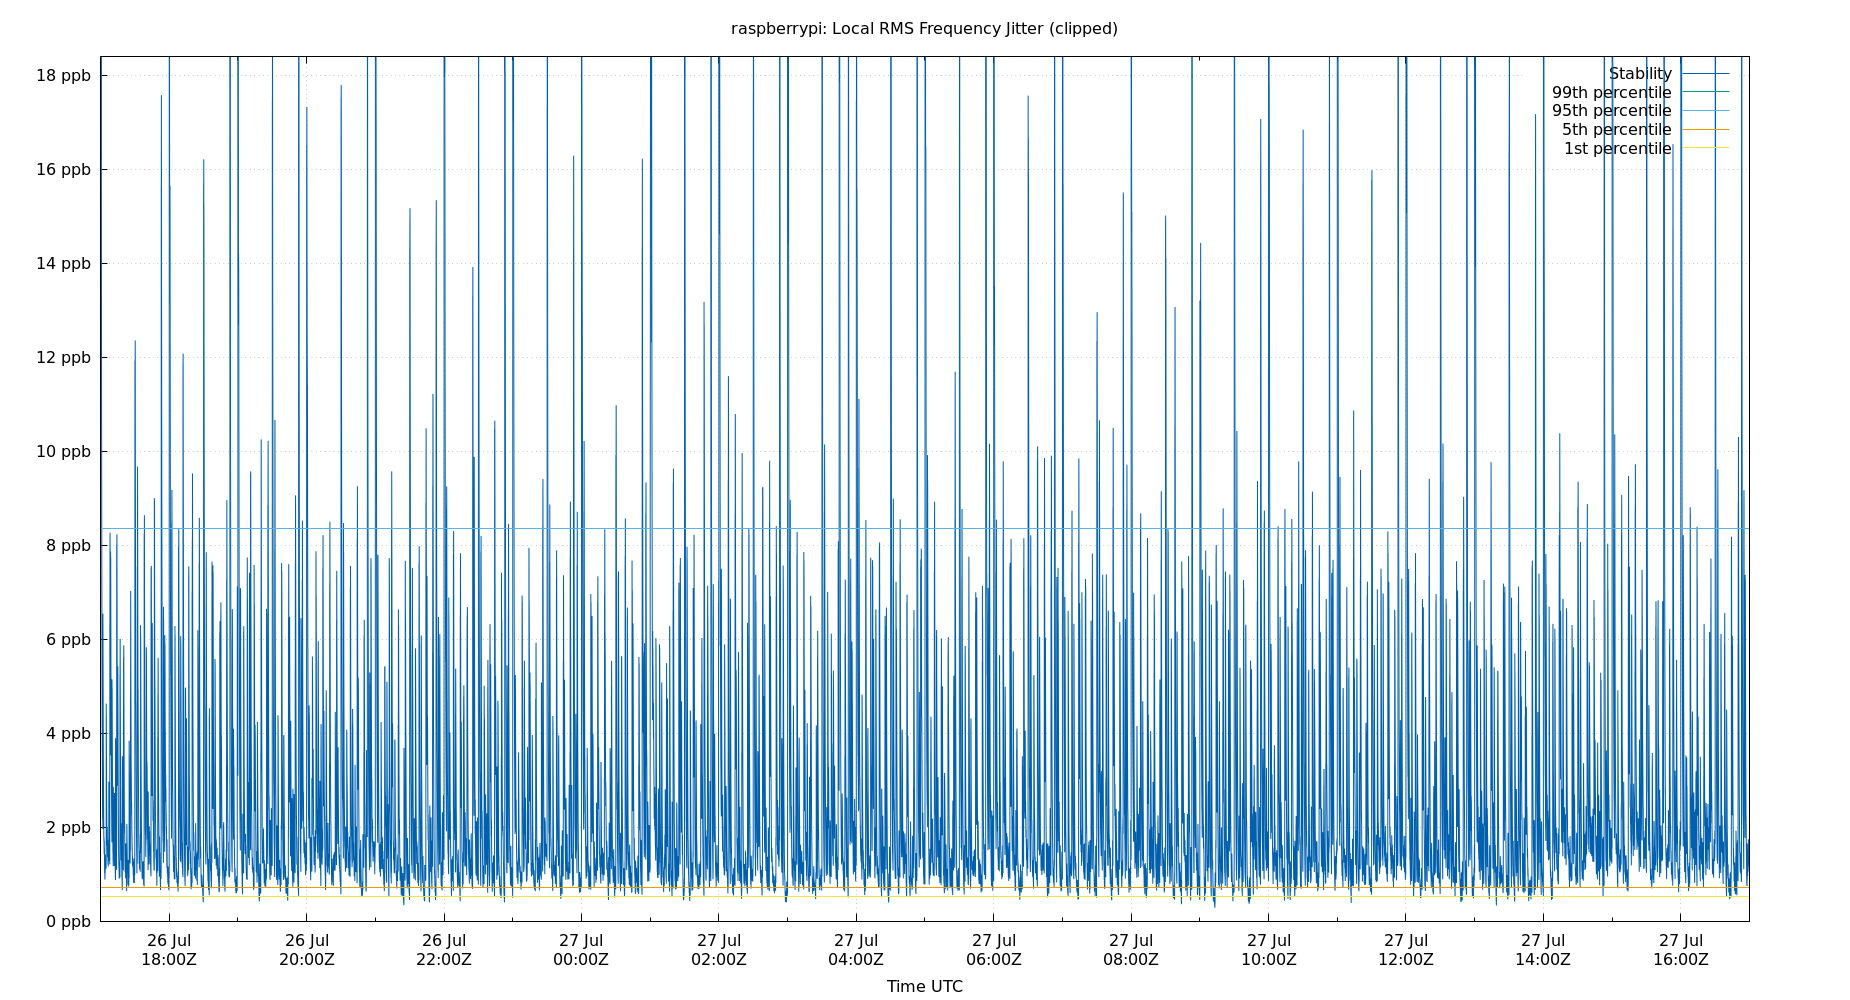 raspberrypi: Local RMS Frequency Jitter (clipped)
18 ppb
16 ppb
14 ppb
12 ppb
10 ppb
8 ppb
6 ppb
4 ppb
2 ppb
0 ppb
Stability
99th percentile
95th percentile
5th percentile
1st percentile
26 Jul 26 Jul 26 Jul 27 Jul 27 Jul 27 Jul 27 Jul 27 Jul 27 Jul 27 Jul 27 Jul 27 Jul
18:00Z 20:00Z 22:00Z 00:00Z 02:00Z 04:00Z 06:00Z 08:00Z 10:00Z 12:00Z 14:00Z 16:00Z
Time UTC